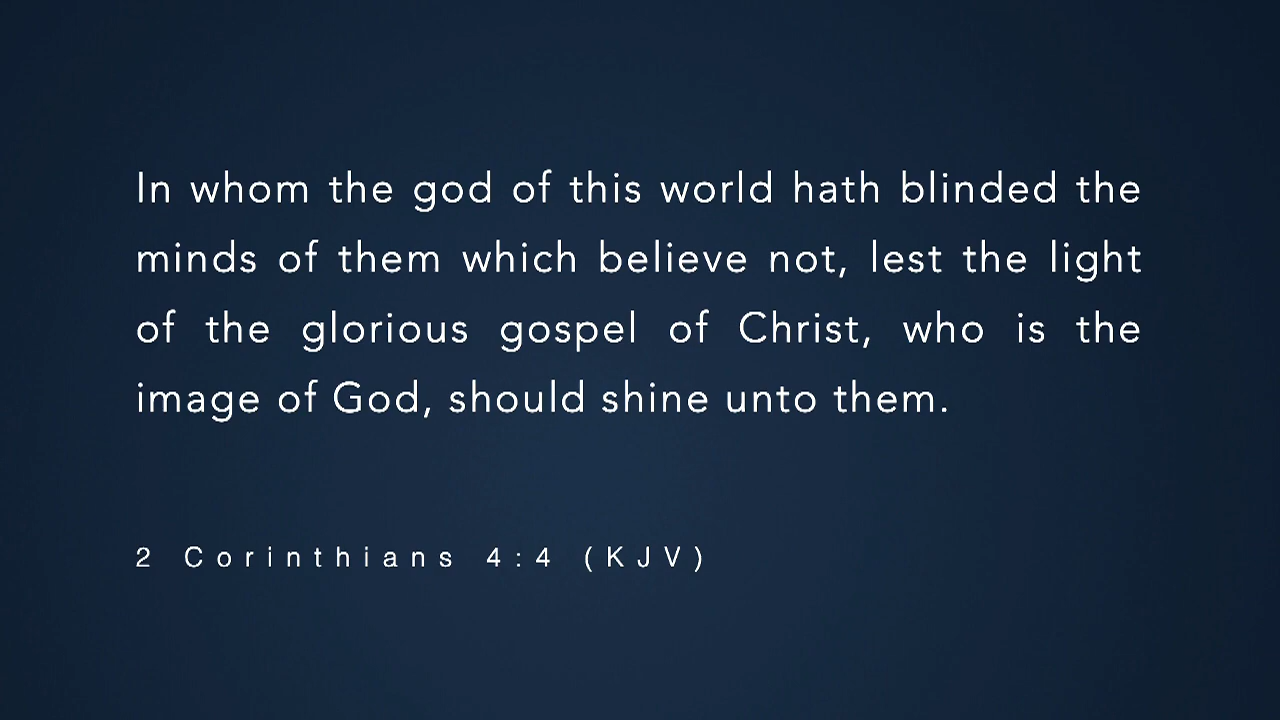 In whom the god of this world hath blinded the
minds of them which believe not, lest the light
of the glorious gospel of Christ, who is the
image of God, should shine unto them.
2 Corinthians 4:4 (KJV)